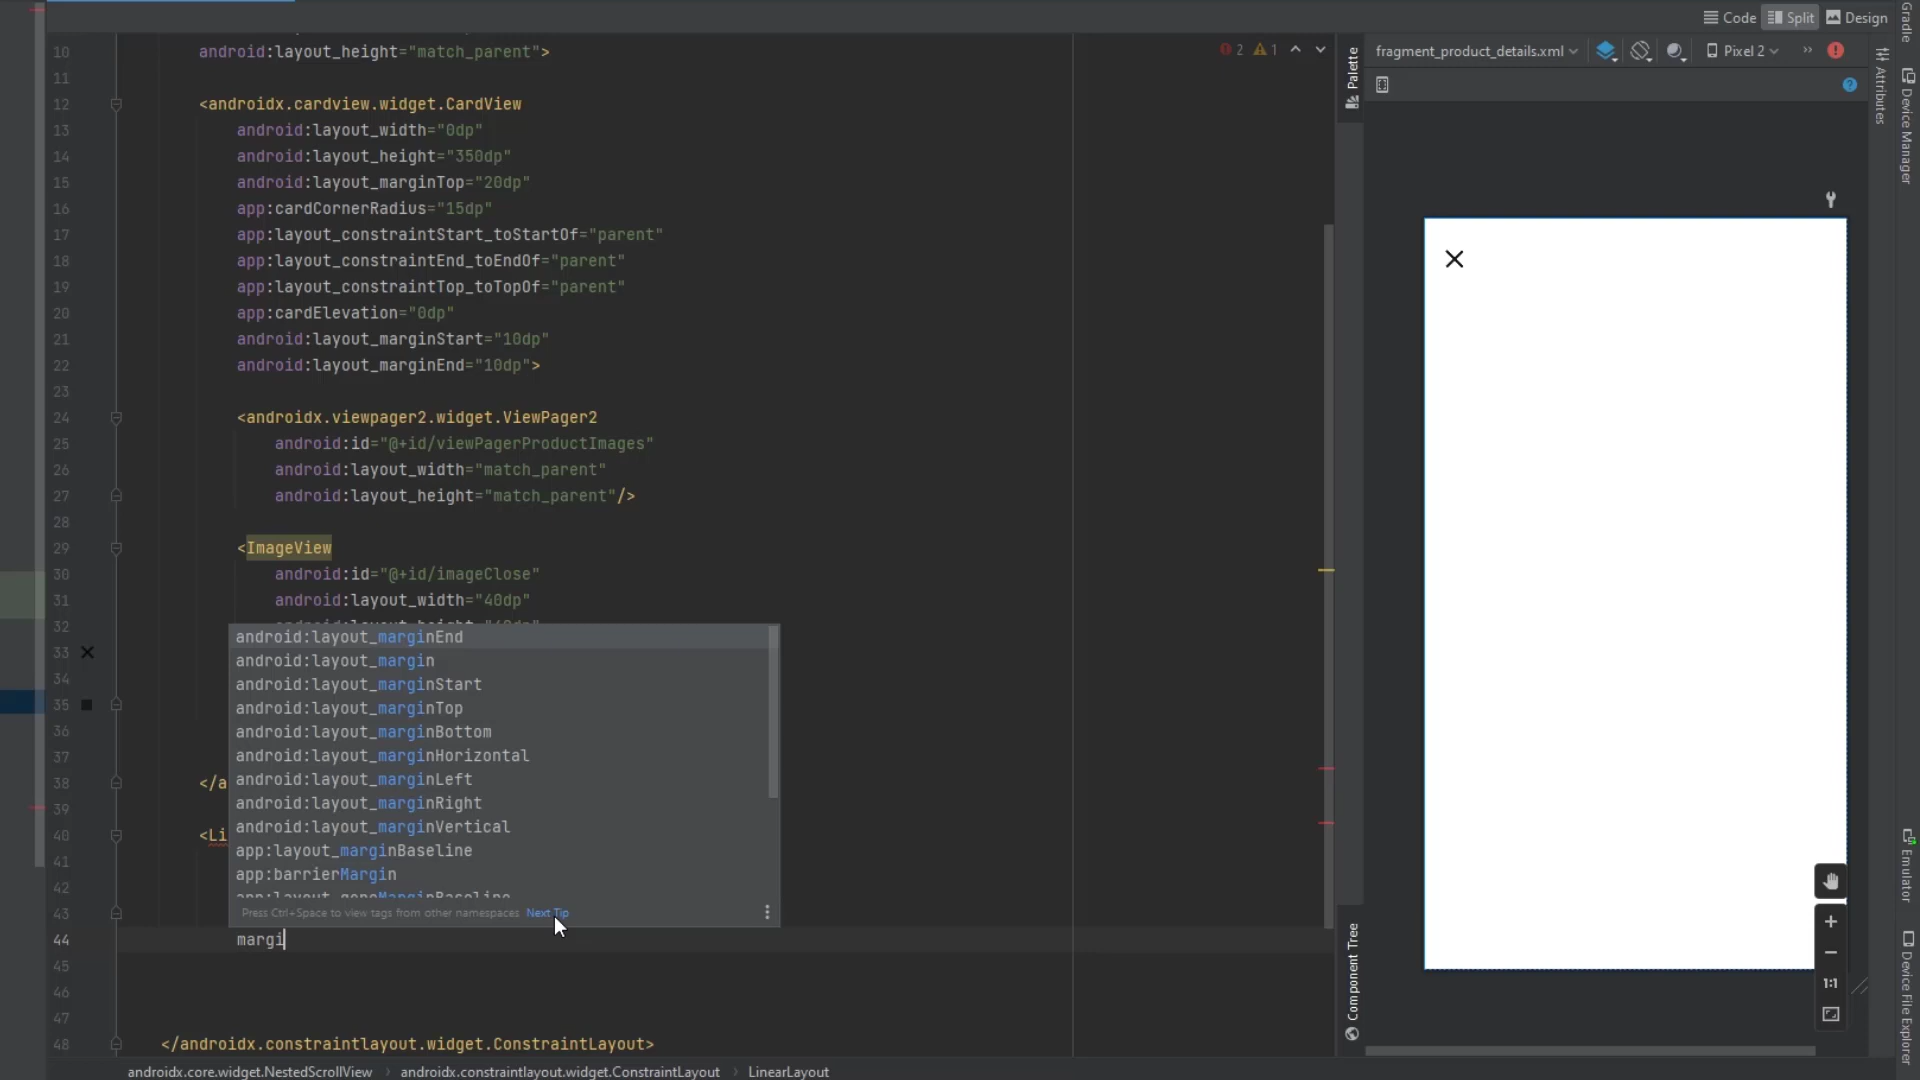 Code
Split
Design
Gradle
10 android:layout_height="match_parent">
2 1
Palette
fragment_product_details.xml
Pixel 2
Attributes
Device Manager
11
12 <androidx.cardview.widget.CardView
13 android:layout_width="0dp"
14 android:layout_height="350dp"
15 android:layout_marginTop="20dp"
16 app:cardCornerRadius="15dp"
17 app:layout_constraintStart_toStartOf="parent"
18 app:layout_constraintEnd_toEndOf="parent"
19 app:layout_constraintTop_toTopOf="parent"
20 app:cardElevation="0dp"
21 android:layout_marginStart="10dp"
22 android:layout_marginEnd="10dp">
23
24 <androidx.viewpager2.widget.ViewPager2
25 android:id="@+id/viewPagerProductImages"
26 android:layout_width="match_parent"
27 android:layout_height="match_parent"/>
28
29 <ImageView
30 android:id="@+id/imageClose"
31 android:layout_width="40dp"
32
33
34
35
36
37
38 </a
39
40 <Li
41
42
43
android:layout_marginEnd
android:layout_margin
android:layout_marginStart
android:layout_marginTop
android:layout_marginBottom
android:layout_marginHorizontal
android:layout_marginLeft
android:layout_marginRight
android:layout_marginVertical
app:layout_marginBaseline
app:barrierMargin
app:layout_goneMarginBaseline
Press Ctrl+Space to view tags from other namespaces Next Tip
44 margi
45
46
47
48 </androidx.constraintlayout.widget.ConstraintLayout>
Component Tree
1:1
Emulator
Device File Explorer
androidx.core.widget.NestedScrollView
androidx.constraintlayout.widget.ConstraintLayout
LinearLayout